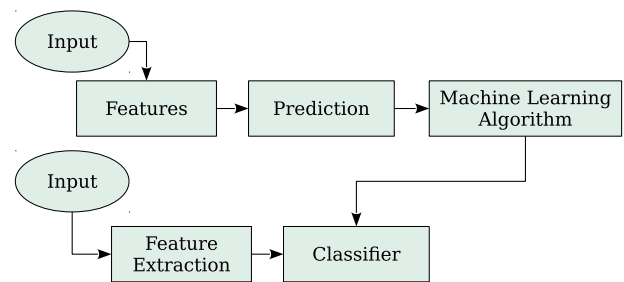 Input
Features
Prediction
Machine Learning
Algorithm
Input
Feature
Extraction
Classifier